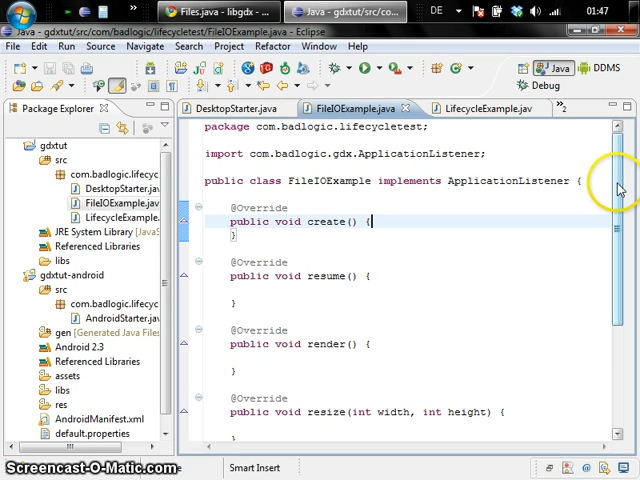 Files.java - libgdx - ...
Java - gdxtut/src/co...
DE
01:47
Java - gdxtut/src/com/badlogic/lifecycletest/FileIOExample.java - Eclipse
File Edit Run Source Navigate Search Project Refactor Window Help
Java
DDMS
Debug
Package Explorer
DesktopStarter.java
FileIOExample.java
LifecycleExample.jav
»2
gdxtut
src
com.badlogic.lifecyc
DesktopStarter.jav
FileIOExample.jav
LifecycleExample.
JRE System Library
Referenced Libraries
libs
gdxtut-android
src
com.badlogic.lifecyc
AndroidStarter.jav
gen [Generated Java Files
Android 2.3
Referenced Libraries
assets
libs
res
AndroidManifest.xml
default.properties
package com.badlogic.lifecycletest;
import com.badlogic.gdx.ApplicationListener;
public class FileIOExample implements ApplicationListener {
@Override
public void create() {
}
@Override
public void resume() {
}
@Override
public void render() {
}
@Override
public void resize(int width, int height) {
}
Screencast-O-Matic.com
Smart Insert